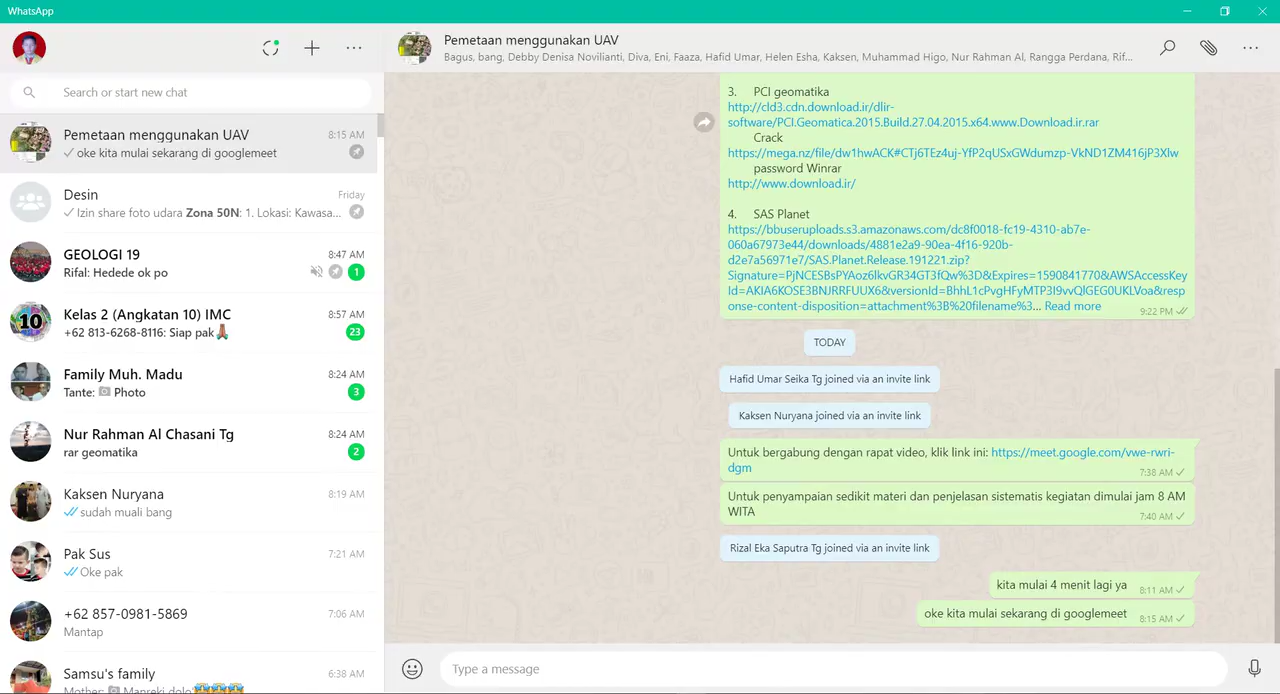 WhatsApp
Search or start new chat
Pemetaan menggunakan UAV
8:15 AM
oke kita mulai sekarang di googlemeet
Desin
Friday
Izin share foto udara Zona 50N: 1. Lokasi: Kawasa...
GEOLOGI 19
8:47 AM
Rifal: Hedede ok po
1
10
Kelas 2 (Angkatan 10) IMC
8:57 AM
+62 813-6268-8116: Siap pak🙏
23
Family Muh. Madu
8:24 AM
Tante: 📷 Photo
3
Nur Rahman Al Chasani Tg
8:24 AM
rar geomatika
2
Kaksen Nuryana
8:19 AM
sudah muali bang
Pak Sus
7:21 AM
Oke pak
+62 857-0981-5869
7:06 AM
Mantap
Samsu's family
6:38 AM
Mother: 📷 Manreki dolo
Pemetaan menggunakan UAV
Bagus, bang, Debby Denisa Novilianti, Diva, Eni, Faaza, Hafid Umar, Helen Esha, Kaksen, Muhammad Higo, Nur Rahman Al, Rangga Perdana, Rif...
3. PCI geomatika
http://cld3.cdn.download.ir/dlir-
software/PCI.Geomatica.2015.Build.27.04.2015.x64.www.Download.ir.rar
Crack
https://mega.nz/file/dw1hwACK#CTj6TEz4uj-YfP2qUSxGWdumzp-VkND1ZM416jP3Xlw
password Winrar
http://www.download.ir/
4. SAS Planet
https://bbuseruploads.s3.amazonaws.com/dc8f0018-fc19-4310-ab7e-
060a67973e44/downloads/4881e2a9-90ea-4f16-920b-
d2e7a56971e7/SAS.Planet.Release.191221.zip?
Signature=PjNCESBsPYAoz6lkvGR34GT3fQw%3D&Expires=1590841770&AWSAccessKey
Id=AKIA6KOSE3BNJRRFUUX6&versionId=BhhL1cPvgHFyMTP3I9vvQlGEG0UKLVoa&resp
onse-content-disposition=attachment%3B%20filename%3... Read more
9:22 PM
TODAY
Hafid Umar Seika Tg joined via an invite link
Kaksen Nuryana joined via an invite link
Untuk bergabung dengan rapat video, klik link ini: https://meet.google.com/vwe-rwri-
dgm
7:38 AM
Untuk penyampaian sedikit materi dan penjelasan sistematis kegiatan dimulai jam 8 AM
WITA
7:40 AM
Rizal Eka Saputra Tg joined via an invite link
kita mulai 4 menit lagi ya
8:11 AM
oke kita mulai sekarang di googlemeet
8:15 AM
Type a message